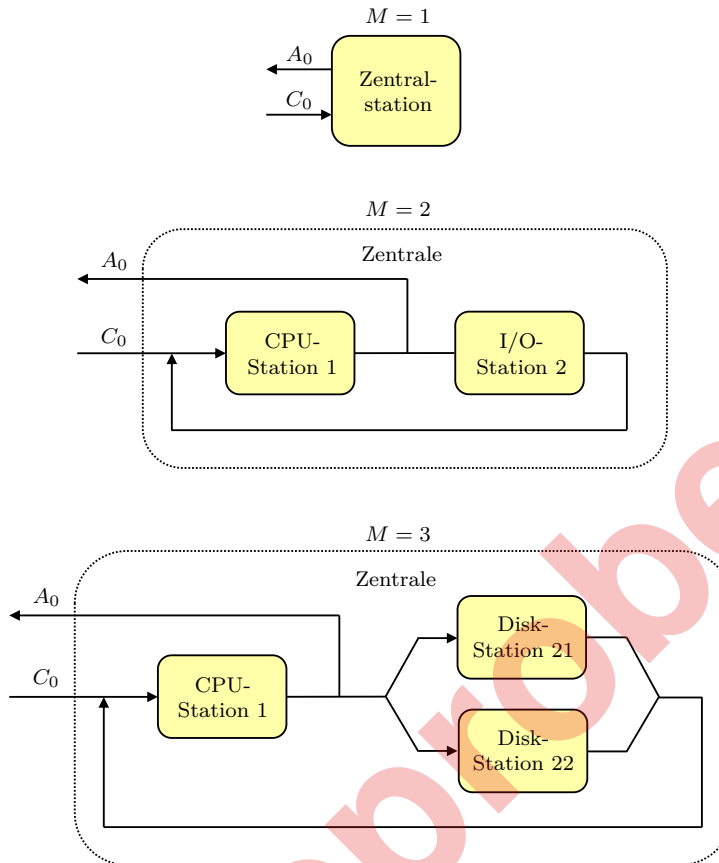 M = 1
A₀
C₀
Zentral-
station
M = 2
Zentrale
A₀
C₀
CPU-
Station 1
I/O-
Station 2
M = 3
Zentrale
A₀
C₀
CPU-
Station 1
Disk-
Station 21
Disk-
Station 22
probe